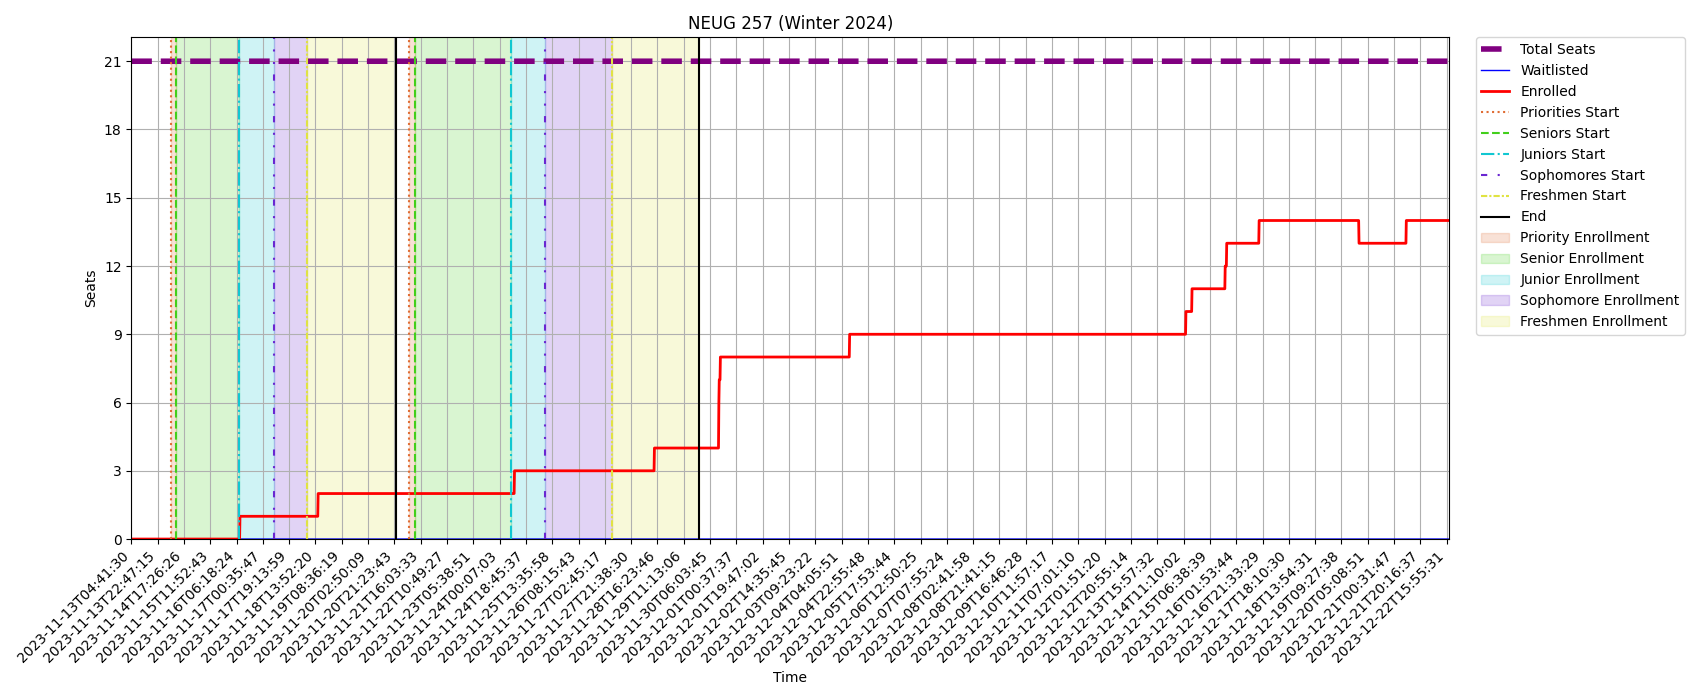 NEUG 257 (Winter 2024)
Seats
21
18
15
12
9
6
3
0
2023-11-13T04:41:30
2023-11-13T22:47:15
2023-11-14T17:26:26
2023-11-15T11:52:43
2023-11-16T06:18:24
2023-11-17T00:35:47
2023-11-17T19:13:59
2023-11-18T13:52:20
2023-11-19T08:36:19
2023-11-20T02:50:09
2023-11-20T21:23:43
2023-11-21T16:03:33
2023-11-22T10:49:27
2023-11-23T05:38:51
2023-11-24T00:07:03
2023-11-24T18:45:37
2023-11-25T13:35:58
2023-11-26T08:15:43
2023-11-27T02:45:17
2023-11-27T21:38:30
2023-11-28T16:23:46
2023-11-29T11:13:06
2023-11-30T06:03:45
2023-12-01T00:37:37
2023-12-01T19:47:02
2023-12-02T14:35:45
2023-12-03T09:23:22
2023-12-04T04:05:51
2023-12-04T22:55:48
2023-12-05T17:53:44
2023-12-06T12:50:25
2023-12-07T07:55:24
2023-12-08T02:41:58
2023-12-08T21:41:15
2023-12-09T16:46:28
2023-12-10T11:57:17
2023-12-11T07:01:10
2023-12-12T01:51:20
2023-12-12T20:55:14
2023-12-13T15:57:32
2023-12-14T11:10:02
2023-12-15T06:38:39
2023-12-16T01:53:44
2023-12-16T21:33:29
2023-12-17T18:10:30
2023-12-18T13:54:31
2023-12-19T09:27:38
2023-12-20T05:08:51
2023-12-21T00:31:47
2023-12-21T20:16:37
2023-12-22T15:55:31
Time
Total Seats
Waitlisted
Enrolled
Priorities Start
Seniors Start
Juniors Start
Sophomores Start
Freshmen Start
End
Priority Enrollment
Senior Enrollment
Junior Enrollment
Sophomore Enrollment
Freshmen Enrollment